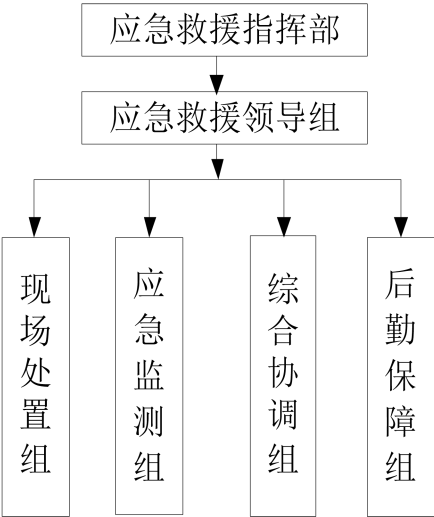 应急救援指挥部
应急救援领导组
现场处置组
应急监测组
综合协调组
后勤保障组